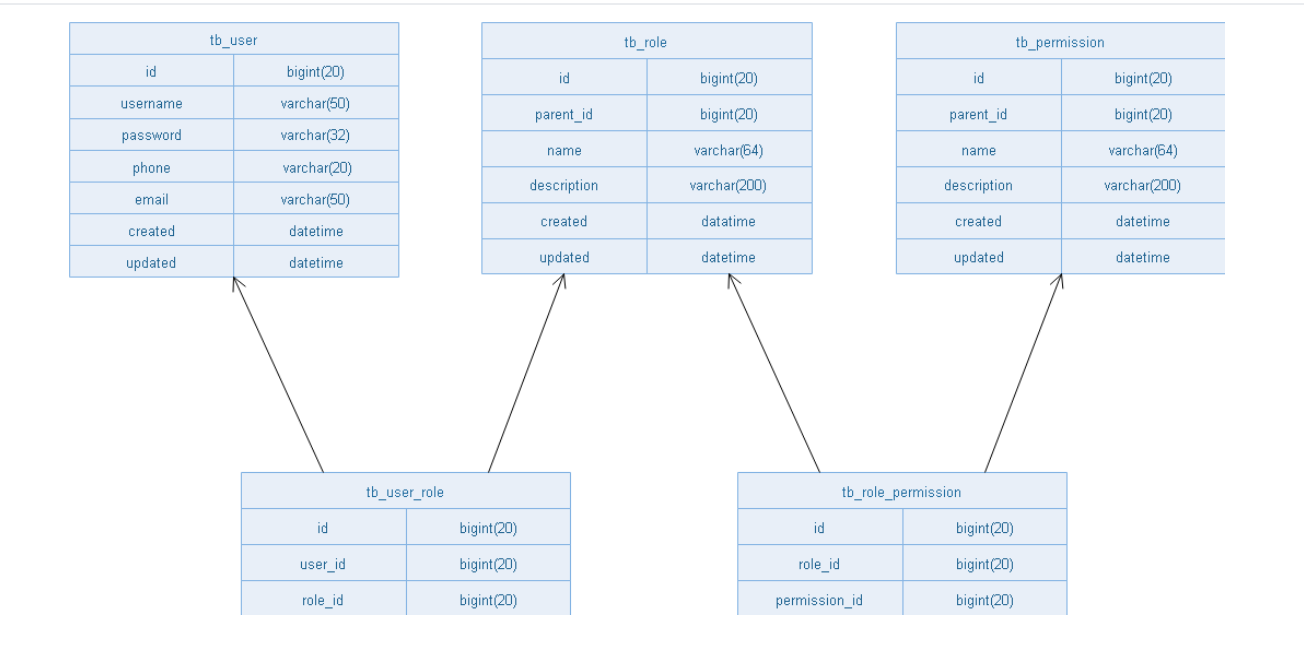 tb_user
id bigint(20)
username varchar(50)
password varchar(32)
phone varchar(20)
email varchar(50)
created datetime
updated datetime
tb_role
id bigint(20)
parent_id bigint(20)
name varchar(64)
description varchar(200)
created datatime
updated datetime
tb_permission
id bigint(20)
parent_id bigint(20)
name varchar(64)
description varchar(200)
created datetime
updated datetime
tb_user_role
id bigint(20)
user_id bigint(20)
role_id bigint(20)
tb_role_permission
id bigint(20)
role_id bigint(20)
permission_id bigint(20)